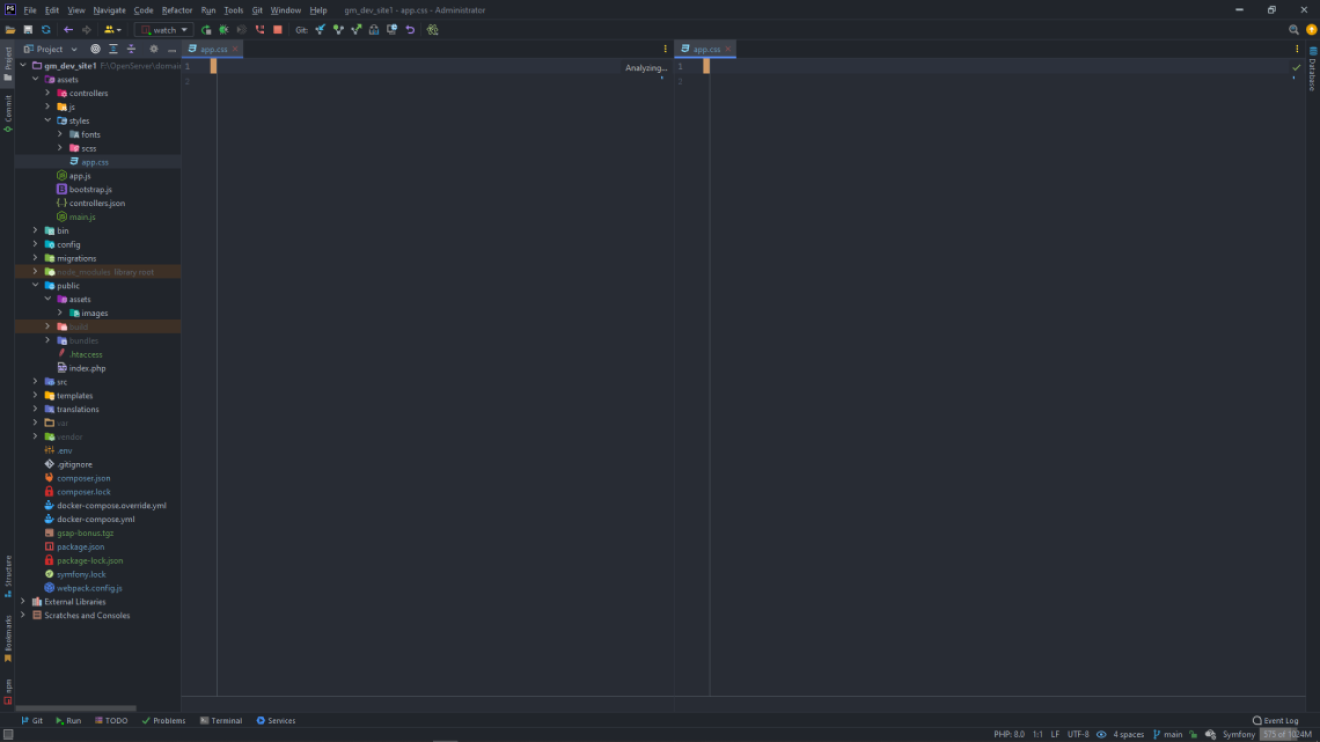 PS File Edit View Navigate Code Refactor Run Tools Git Window Help gm_dev_site1 - app.css - Administrator
watch Git:
Project app.css app.css
gm_dev_site1 F:\OpenServer\domai
1 Analyzing... 1
2 2
assets
controllers
js
styles
fonts
scss
app.css
app.js
bootstrap.js
controllers.json
main.js
bin
config
migrations
node_modules library root
public
assets
images
build
bundles
.htaccess
index.php
src
templates
translations
var
vendor
.env
.gitignore
composer.json
composer.lock
docker-compose.override.yml
docker-compose.yml
gsap-bonus.tgz
package.json
package-lock.json
symfony.lock
webpack.config.js
External Libraries
Scratches and Consoles
Project
Commit
Structure
Bookmarks
npm
Database
Git Run TODO Problems Terminal Services Event Log
PHP: 8.0 1:1 LF UTF-8 4 spaces main Symfony 575 of 1024M